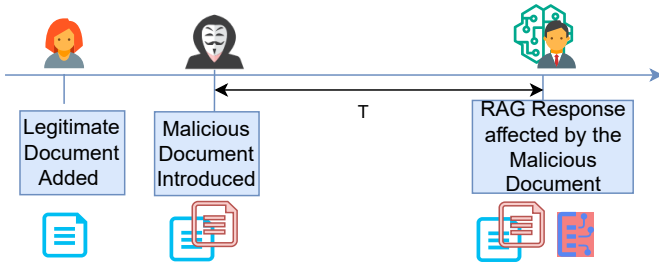 T
Legitimate
Document
Added
Malicious
Document
Introduced
RAG Response
affected by the
Malicious
Document